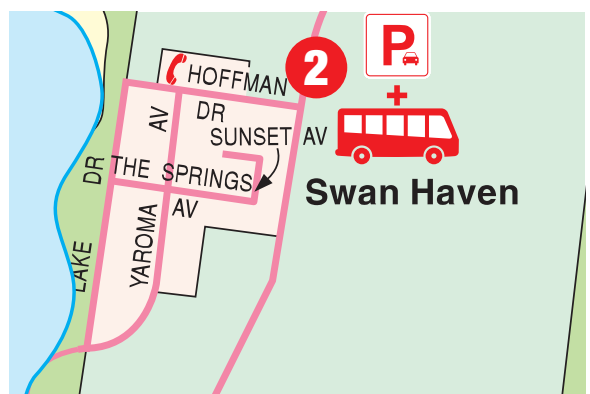 P
2
HOFFMAN
DR
AV
SUNSET AV
THE SPRINGS
AV
DR
LAKE
YAROMA
Swan Haven